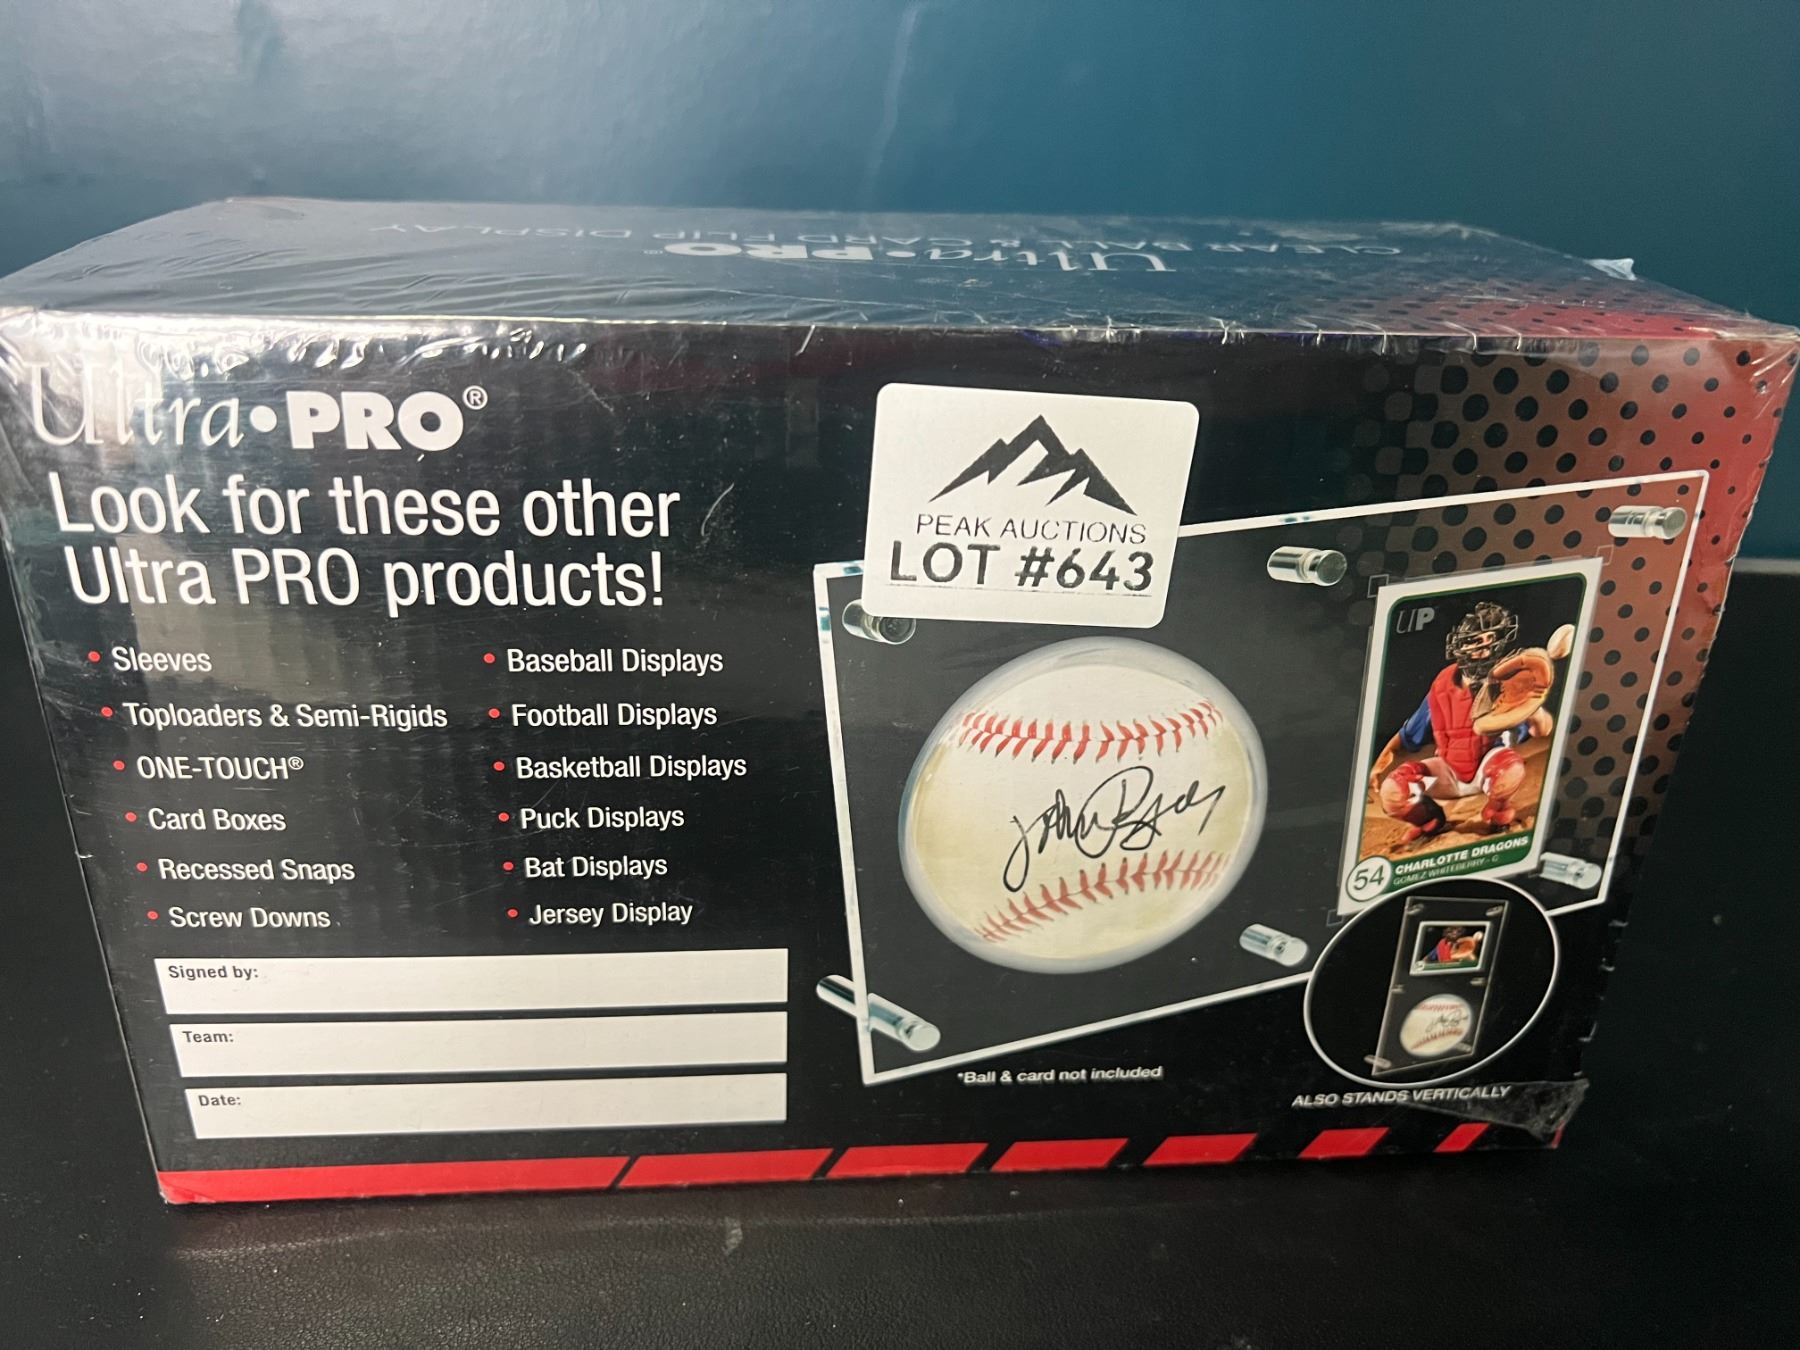 CLEAR BALL & CARD FLIP DISPLAY
Ultra•PRO®
Ultra•PRO®
Look for these other
Ultra PRO products!
• Sleeves
• Toploaders & Semi-Rigids
• ONE-TOUCH®
• Card Boxes
• Recessed Snaps
• Screw Downs
• Baseball Displays
• Football Displays
• Basketball Displays
• Puck Displays
• Bat Displays
• Jersey Display
Signed by:
Team:
Date:
PEAK AUCTIONS
LOT #643
UP
54
CHARLOTTE DRAGONS
GOMEZ WHITEBERRY - C
*Ball & card not included
ALSO STANDS VERTICALLY